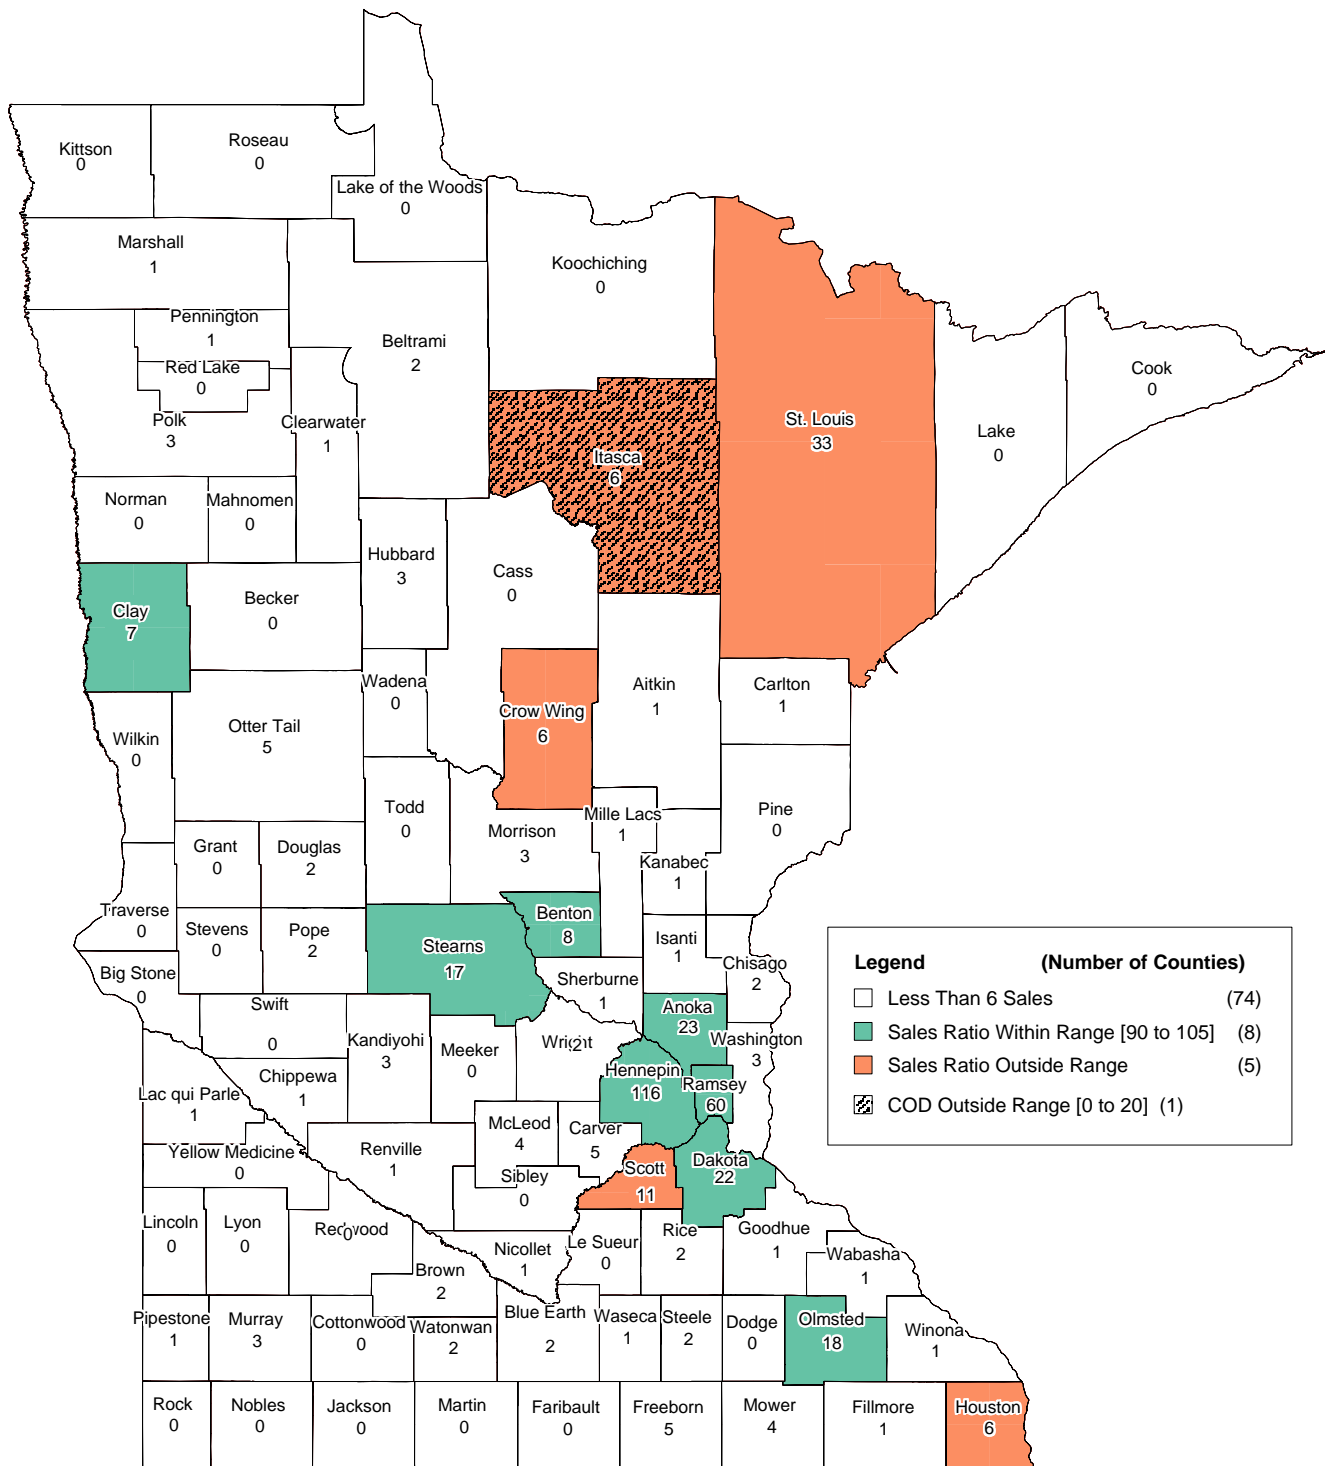 Kittson
0
Roseau
0
Lake of the Woods
0
Marshall
1
Koochiching
0
Pennington
1
Beltrami
2
Red Lake
0
Cook
0
Polk
3
Clearwater
1
St. Louis
33
Lake
0
Itasca
6
Norman
0
Mahnomen
0
Hubbard
3
Cass
0
Clay
7
Becker
0
Wadena
0
Aitkin
1
Carlton
1
Crow Wing
6
Otter Tail
5
Wilkin
0
Todd
0
Mille Lacs
1
Pine
0
Morrison
3
Grant
0
Douglas
2
Kanabec
1
Traverse
0
Stevens
0
Pope
2
Benton
8
Stearns
17
Isanti
1
Chisago
2
Big Stone
0
Sherburne
1
Swift
0
Anoka
23
Kandiyohi
3
Meeker
0
Wright
2
Washington
3
Hennepin
116
Ramsey
60
Chippewa
1
Lac qui Parle
1
McLeod
4
Carver
5
Renville
1
Yellow Medicine
0
Sibley
0
Scott
11
Dakota
22
Lincoln
0
Lyon
0
Redwood
0
Nicollet
1
Le Sueur
0
Rice
2
Goodhue
1
Wabasha
1
Brown
2
Pipestone
1
Murray
3
Cottonwood
0
Watonwan
2
Blue Earth
2
Waseca
1
Steele
2
Dodge
0
Olmsted
18
Winona
1
Rock
0
Nobles
0
Jackson
0
Martin
0
Faribault
0
Freeborn
5
Mower
4
Fillmore
1
Houston
6
Legend (Number of Counties)
Less Than 6 Sales (74)
Sales Ratio Within Range [90 to 105] (8)
Sales Ratio Outside Range (5)
COD Outside Range [0 to 20] (1)